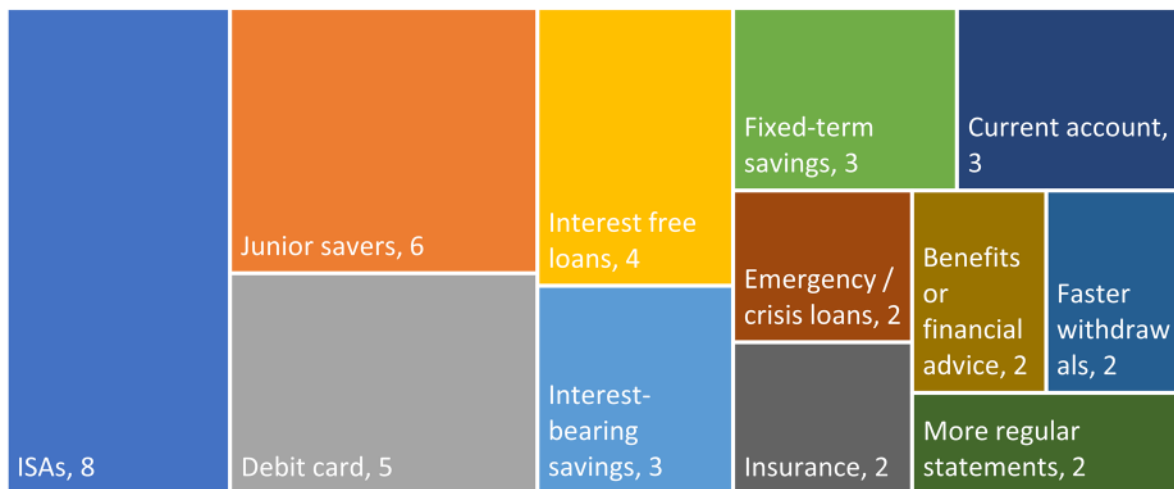 ISAs, 8
Junior savers, 6
Debit card, 5
Interest free
loans, 4
Interest-
bearing
savings, 3
Fixed-term
savings, 3
Current account,
3
Emergency /
crisis loans, 2
Insurance, 2
Benefits
or
financial
advice, 2
Faster
withdraw
als, 2
More regular
statements, 2